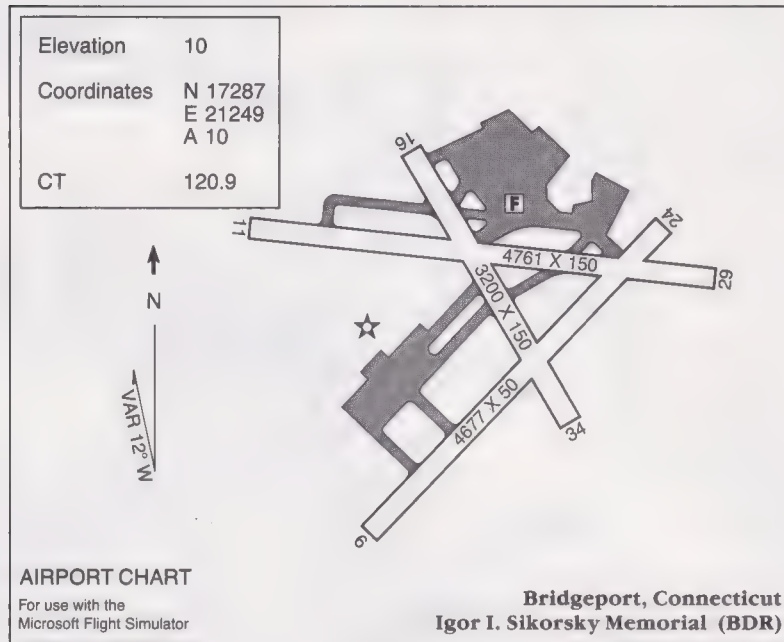 Elevation 10
Coordinates N 17287
E 21249
A 10
CT 120.9
16
F
24
11
4761 X 150
29
3200 X 150
N
VAR 12° W
4677 X 50
34
6
AIRPORT CHART
For use with the
Microsoft Flight Simulator
Bridgeport, Connecticut
Igor I. Sikorsky Memorial (BDR)